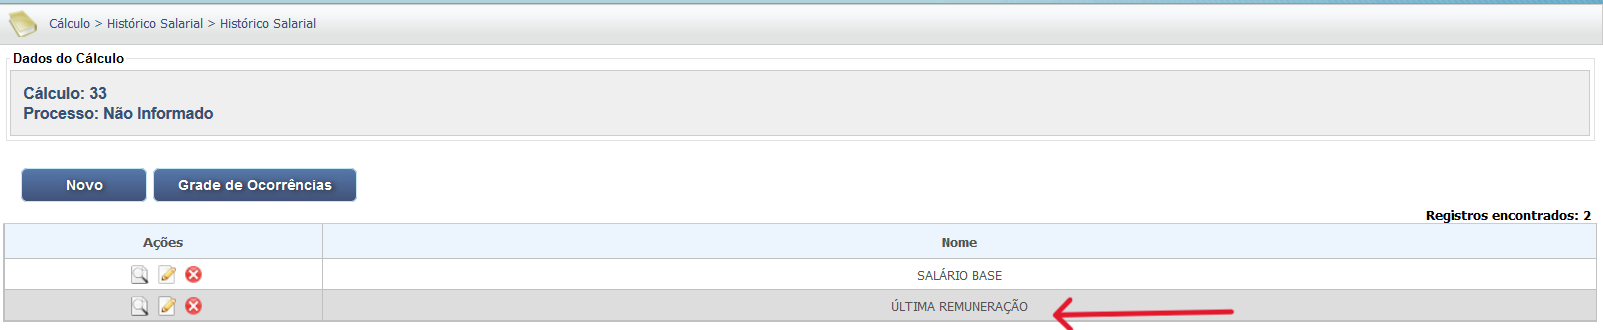 Cálculo > Histórico Salarial > Histórico Salarial
Dados do Cálculo
Cálculo: 33
Processo: Não Informado
Novo Grade de Ocorrências
Registros encontrados: 2
Ações Nome
SALÁRIO BASE
ÚLTIMA REMUNERAÇÃO